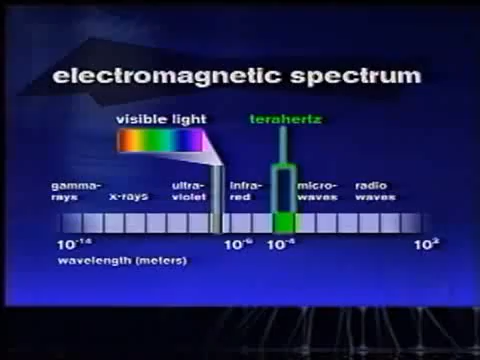 electromagnetic spectrum
visible light terahertz
gamma-
rays
x-rays
ultra-
violet
infra-
red
micro-
waves
radio
waves
10⁻¹⁴ 10⁻⁶ 10⁻⁴ 10²
wavelength (meters)